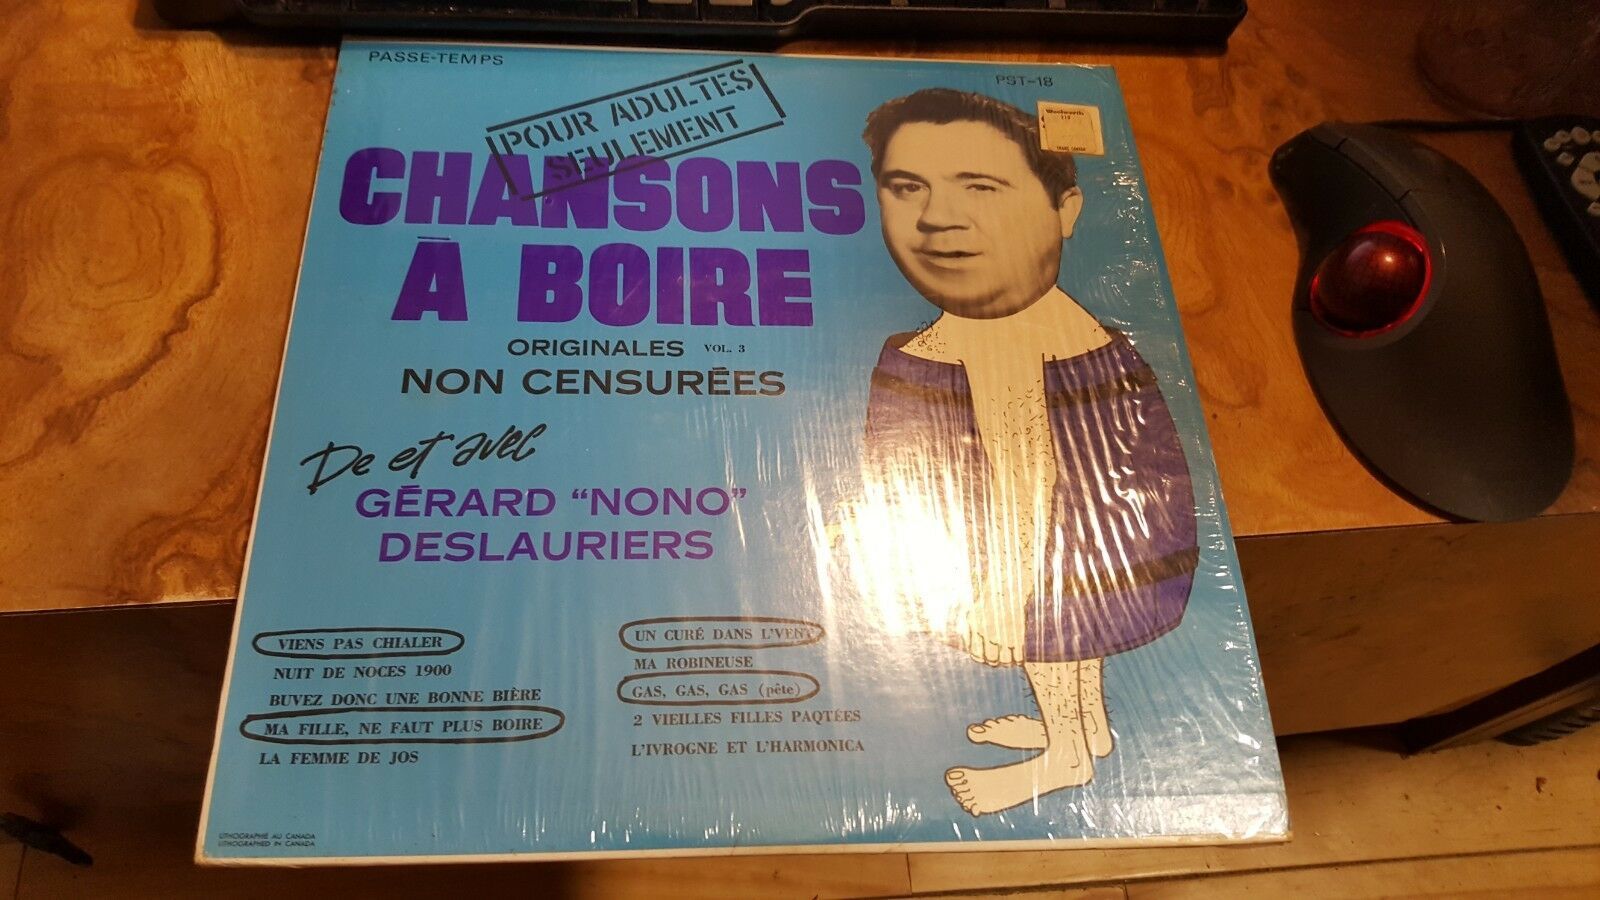 PASSE-TEMPS
PST-18
POUR ADULTES
SEULEMENT
Woolworth
CHANSONS
À BOIRE
ORIGINALES VOL. 3
NON CENSURÉES
De et avec
GÉRARD “NONO”
DESLAURIERS
VIENS PAS CHIALER
NUIT DE NOCES 1900
BUVEZ DONC UNE BONNE BIÈRE
MA FILLE, NE FAUT PLUS BOIRE
LA FEMME DE JOS
UN CURÉ DANS L'VENT
MA ROBINEUSE
GAS, GAS, GAS (pête)
2 VIEILLES FILLES PAQTÉES
L'IVROGNE ET L'HARMONICA
LITHOGRAPHIE AU CANADA
LITHOGRAPHED IN CANADA